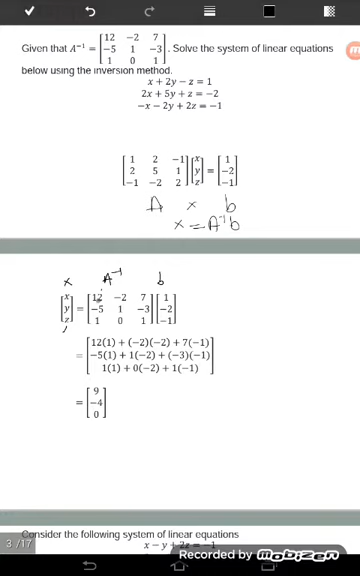 Given that A⁻¹ = [12 −2 7; −5 1 −3; 1 0 1]. Solve the system of linear equations
below using the inversion method.
x + 2y − z = 1
2x + 5y + z = −2
−x − 2y + 2z = −1
[1 2 −1; 2 5 1; −1 −2 2] [x; y; z] = [1; −2; −1]
A x b
x = A⁻¹b
x A⁻¹ b
[x; y; z] = [12 −2 7; −5 1 −3; 1 0 1] [1; −2; −1]
= [12(1) + (−2)(−2) + 7(−1); −5(1) + 1(−2) + (−3)(−1); 1(1) + 0(−2) + 1(−1)]
= [9; −4; 0]
Consider the following system of linear equations
x − y + 2z = −1
3 / 17
Recorded by mobizen